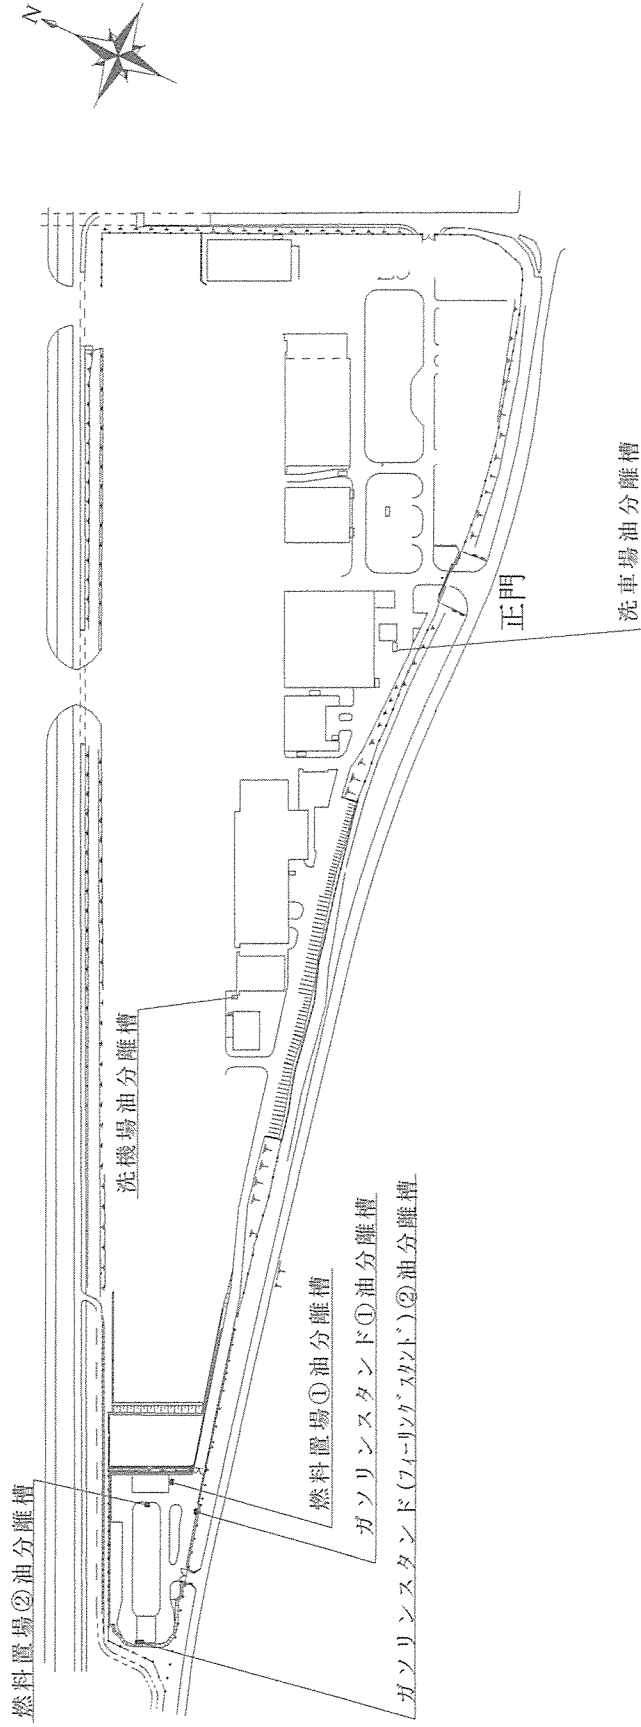 N
正門
洗車場油分離槽
洗機場油分離槽
燃料置場①油分離槽
ガソリンスタンド①油分離槽
ガソリンスタンド(フィーリングスタンド)②油分離槽
燃料置場②油分離槽